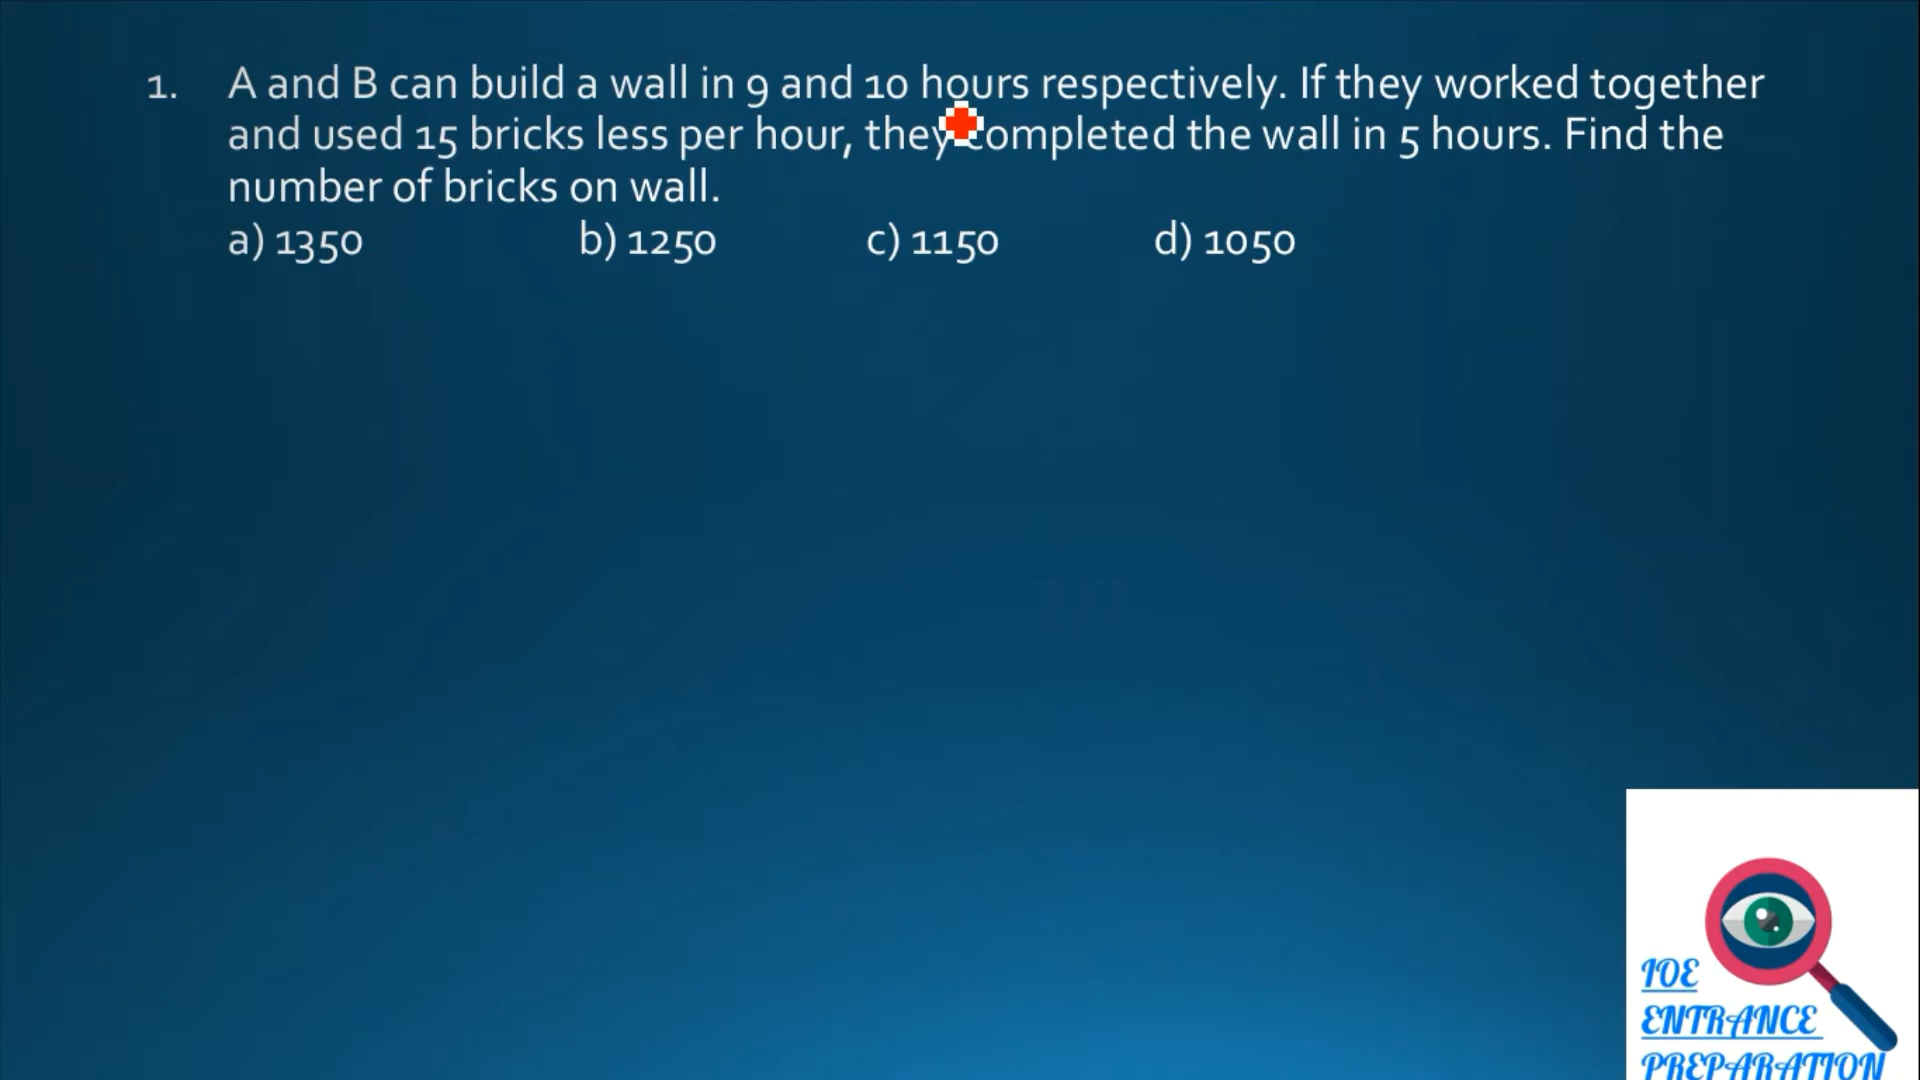 1. A and B can build a wall in 9 and 10 hours respectively. If they worked together
and used 15 bricks less per hour, they completed the wall in 5 hours. Find the
number of bricks on wall.
a) 1350 b) 1250 c) 1150 d) 1050
IOE
ENTRANCE
PREPARATION